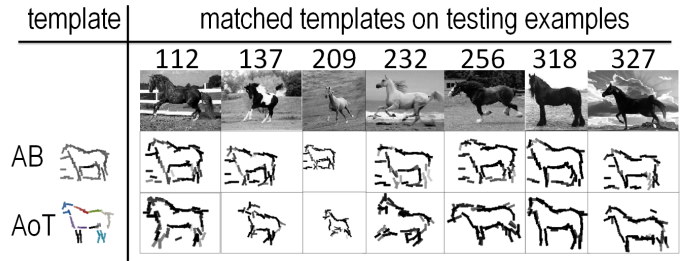 template matched templates on testing examples
112 137 209 232 256 318 327
AB
AoT